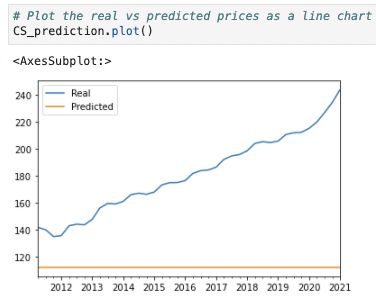 # Plot the real vs predicted prices as a line chart
CS_prediction.plot()
<AxesSubplot:>
Real
Predicted
240
220
200
180
160
140
120
2012 2013 2014 2015 2016 2017 2018 2019 2020 2021